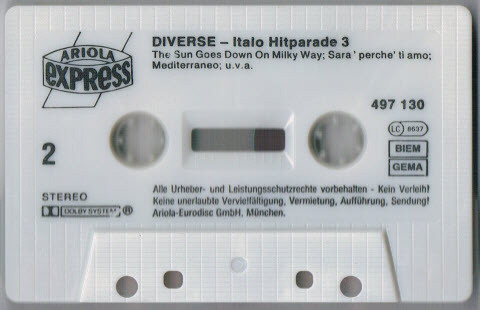 DIVERSE – Italo Hitparade 3
The Sun Goes Down On Milky Way; Sara' perche' ti amo;
Mediterraneo; u.v.a.
ARIOLA
EXPRESS
497 130
LC 8637
BIEM
GEMA
2
STEREO
DOLBY SYSTEM ®
Alle Urheber- und Leistungsschutzrechte vorbehalten - Kein Verleih!
Keine unerlaubte Vervielfältigung, Vermietung, Aufführung, Sendung!
Ariola-Eurodisc GmbH, München.